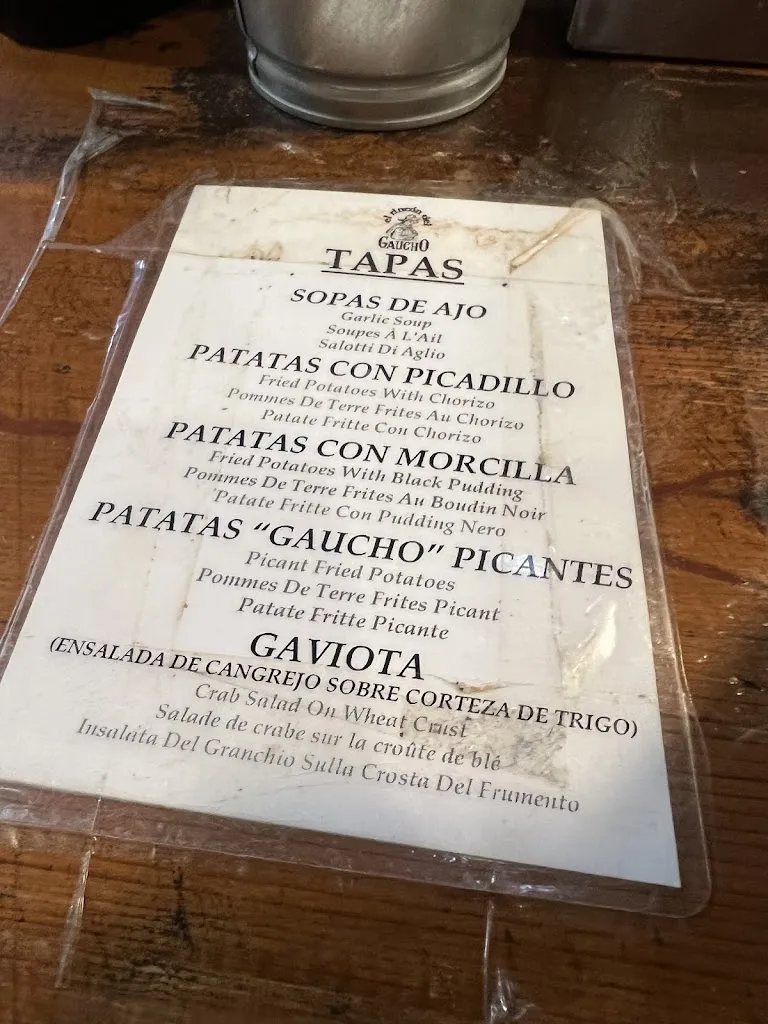 el rincón del
GAUCHO
TAPAS
SOPAS DE AJO
Garlic Soup
Soupes À L'Ail
Salotti Di Aglio
PATATAS CON PICADILLO
Fried Potatoes With Chorizo
Pommes De Terre Frites Au Chorizo
Patate Fritte Con Chorizo
PATATAS CON MORCILLA
Fried Potatoes With Black Pudding
Pommes De Terre Frites Au Boudin Noir
Patate Fritte Con Pudding Nero
PATATAS “GAUCHO” PICANTES
Picant Fried Potatoes
Pommes De Terre Frites Picant
Patate Fritte Picante
GAVIOTA
(ENSALADA DE CANGREJO SOBRE CORTEZA DE TRIGO)
Crab Salad On Wheat Crust
Salade de crabe sur la croûte de blé
Insalata Del Granchio Sulla Crosta Del Frumento